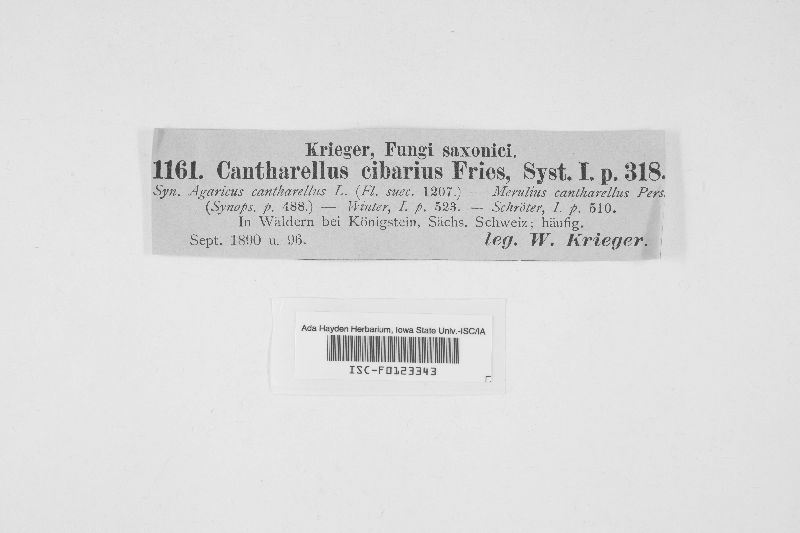 Krieger, Fungi saxonici.
1161. Cantharellus cibarius Fries, Syst. I. p. 318.
Syn. Agaricus cantharellus L. (Fl. suec. 1207.) — Merulius cantharellus Pers.
(Synops. p. 488.) — Winter, I. p. 523. — Schröter, I. p. 510.
In Wäldern bei Königstein, Sächs. Schweiz; häufig.
Sept. 1890 u. 96. leg. W. Krieger.
Ada Hayden Herbarium, Iowa State Univ.-ISC/IA
ISC-F0123343